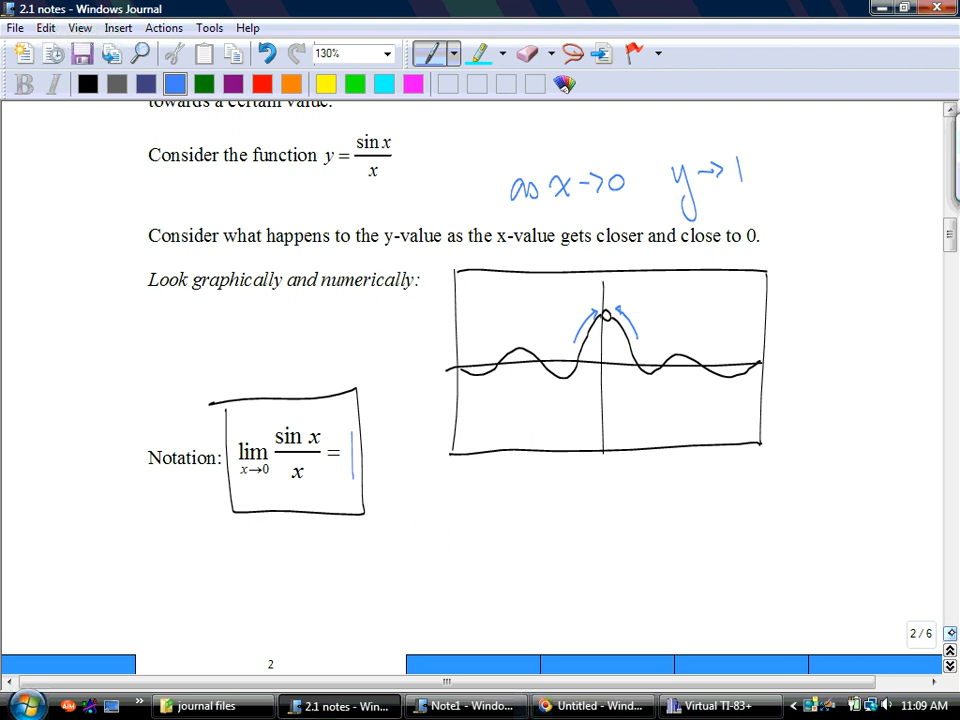 2.1 notes - Windows Journal
File Edit View Insert Actions Tools Help
130%
B I
towards a certain value.
Consider the function y = sin x / x
as x → 0 y → 1
Consider what happens to the y-value as the x-value gets closer and close to 0.
Look graphically and numerically:
Notation: lim x→0 sin x / x = 1
2 / 6
2
journal files 2.1 notes - Win... Note1 - Windo... Untitled - Wind... Virtual TI-83+ 11:09 AM